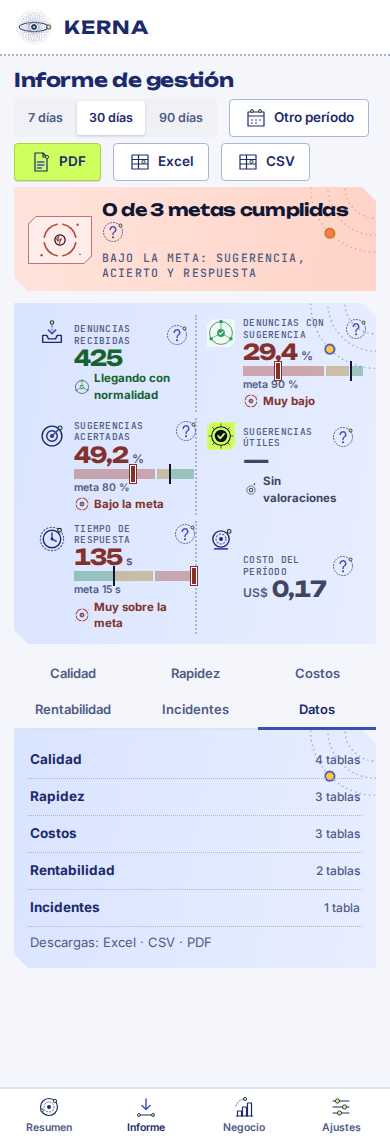 KERNA
Informe de gestión
7 días
30 días
90 días
Otro período
PDF
Excel
CSV
0 de 3 metas cumplidas
?
BAJO LA META: SUGERENCIA,
ACIERTO Y RESPUESTA
DENUNCIAS
RECIBIDAS
?
425
Llegando con
normalidad
DENUNCIAS CON
SUGERENCIA
?
29,4 %
meta 90 %
Muy bajo
SUGERENCIAS
ACERTADAS
?
49,2 %
meta 80 %
Bajo la meta
SUGERENCIAS
ÚTILES
?
—
Sin
valoraciones
TIEMPO DE
RESPUESTA
?
135 s
meta 15 s
Muy sobre la
meta
COSTO DEL
PERÍODO
?
US$ 0,17
Calidad
Rapidez
Costos
Rentabilidad
Incidentes
Datos
Calidad 4 tablas
Rapidez 3 tablas
Costos 3 tablas
Rentabilidad 2 tablas
Incidentes 1 tabla
Descargas: Excel · CSV · PDF
Resumen
Informe
Negocio
Ajustes